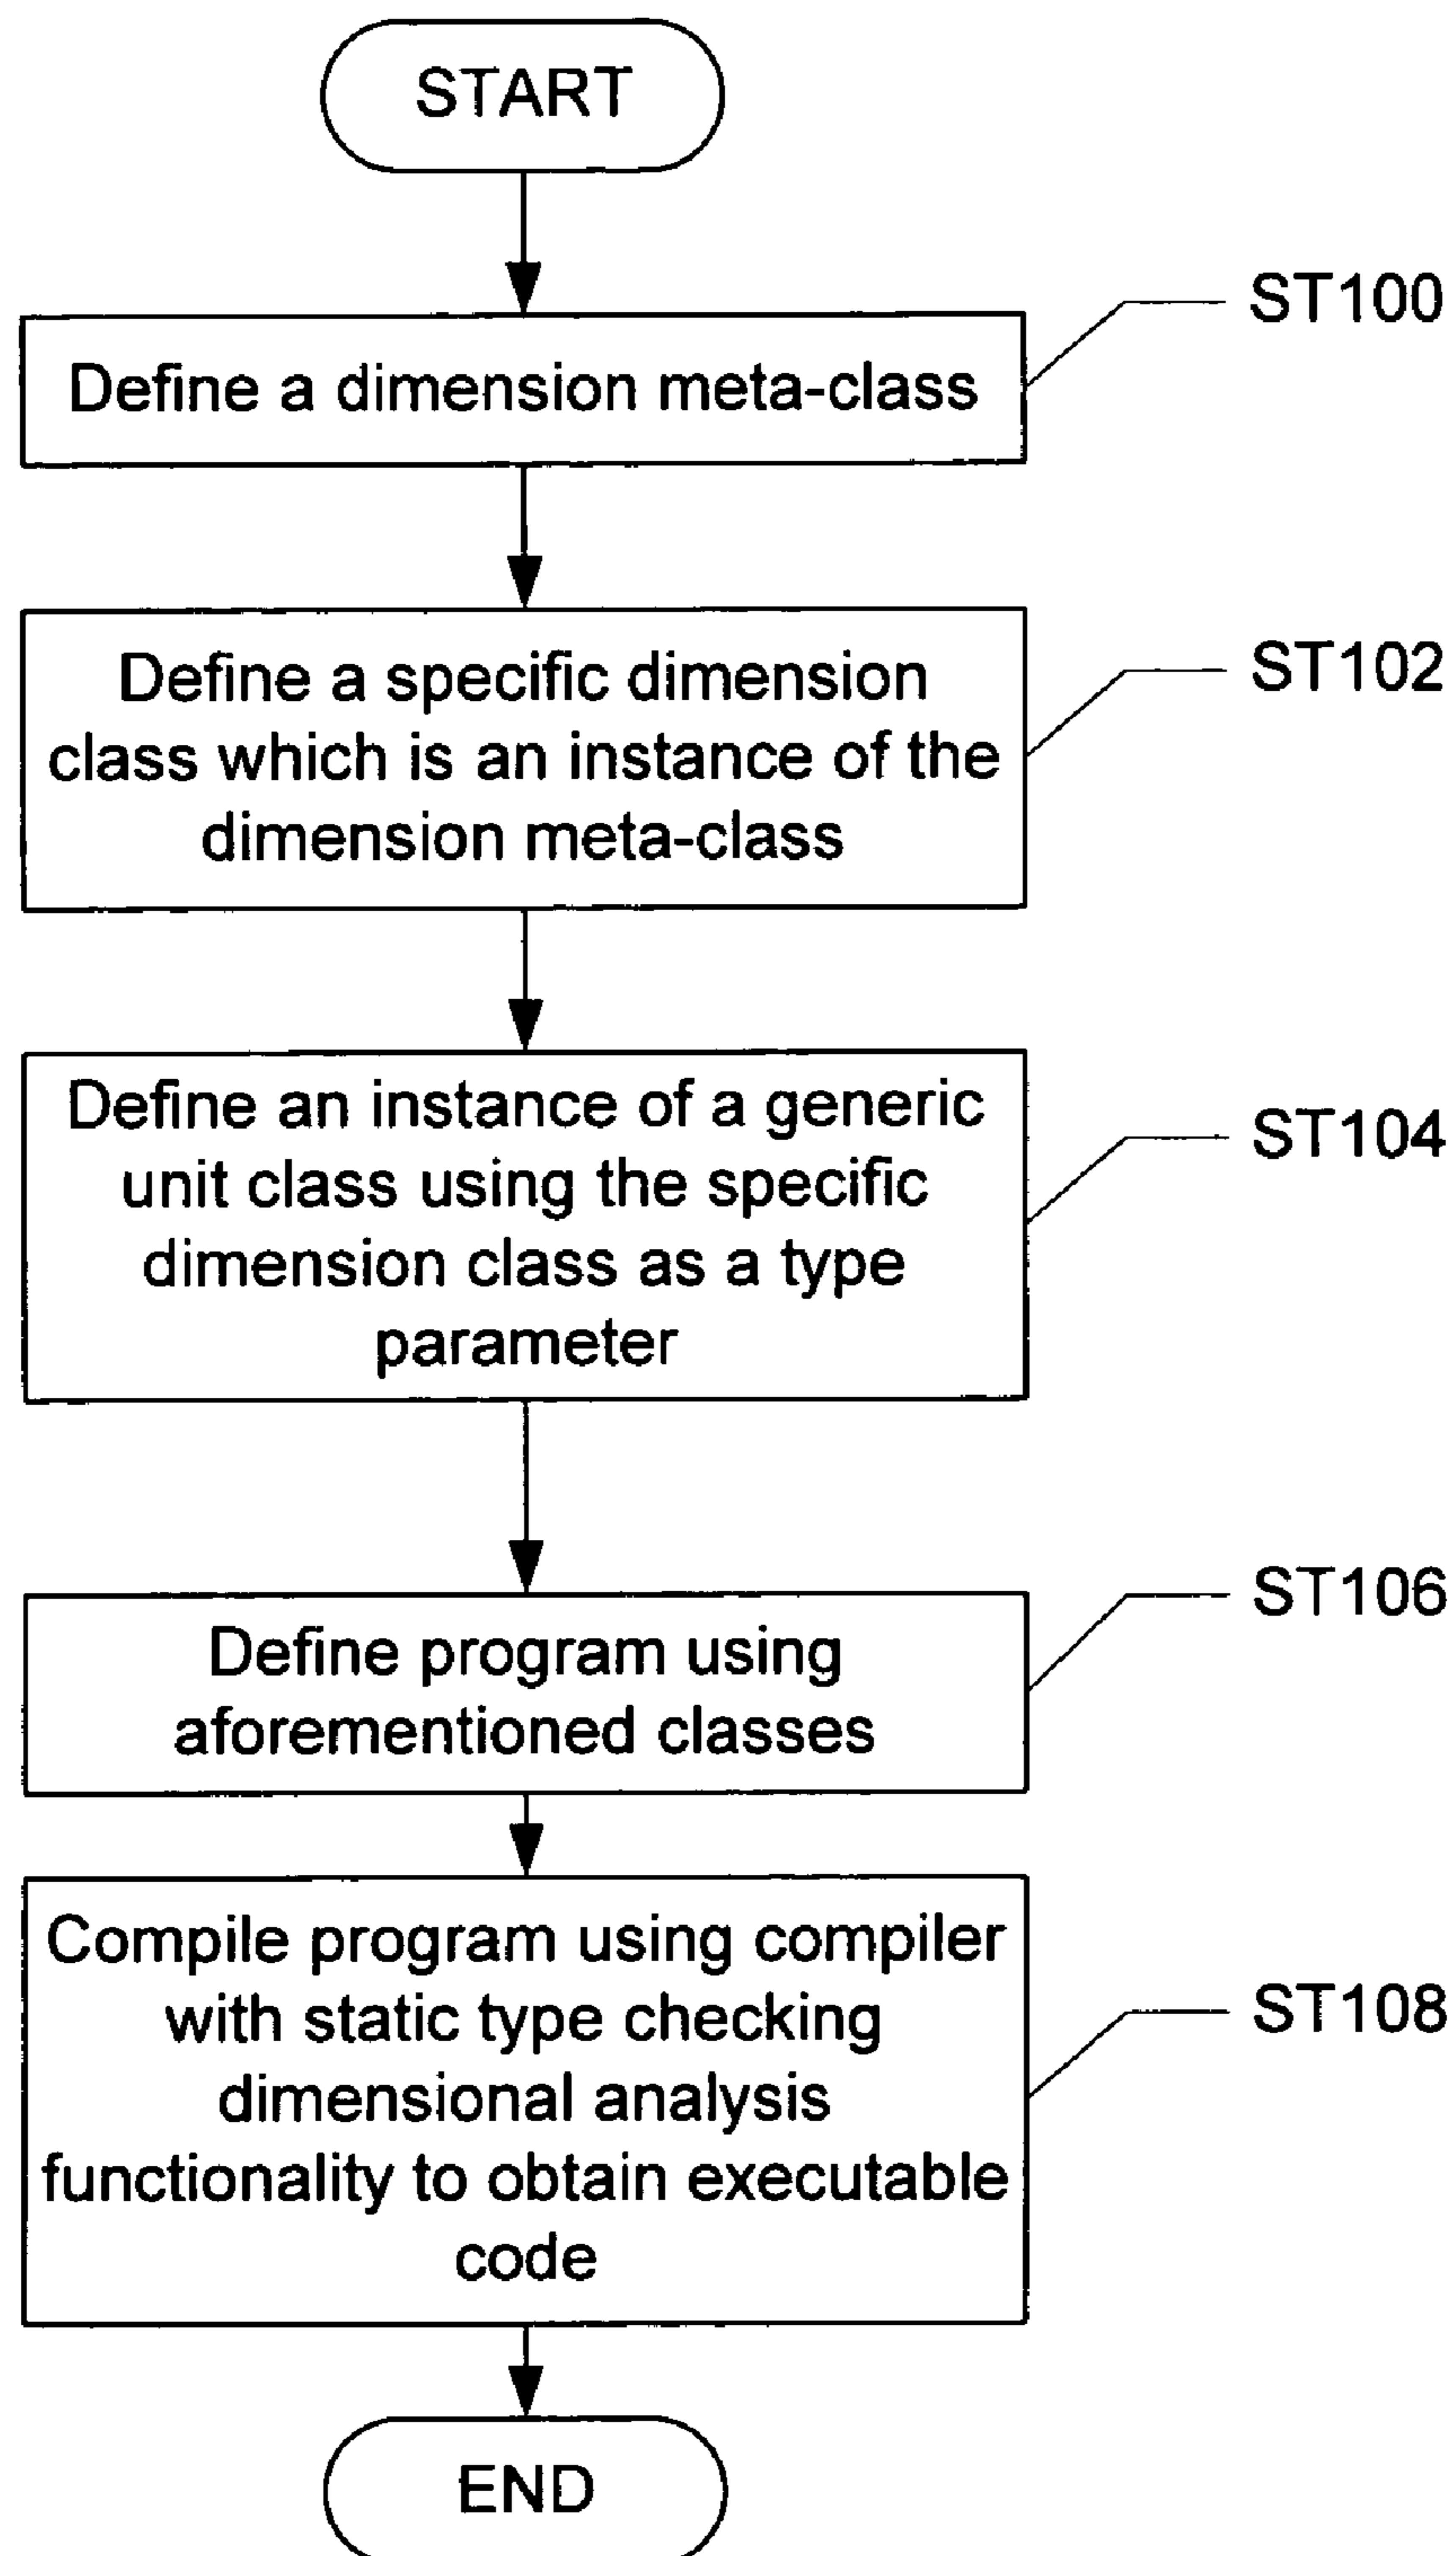 START
ST100
Define a dimension meta-class
ST102
Define a specific dimension
class which is an instance of the
dimension meta-class
ST104
Define an instance of a generic
unit class using the specific
dimension class as a type
parameter
ST106
Define program using
aforementioned classes
ST108
Compile program using compiler
with static type checking
dimensional analysis
functionality to obtain executable
code
END